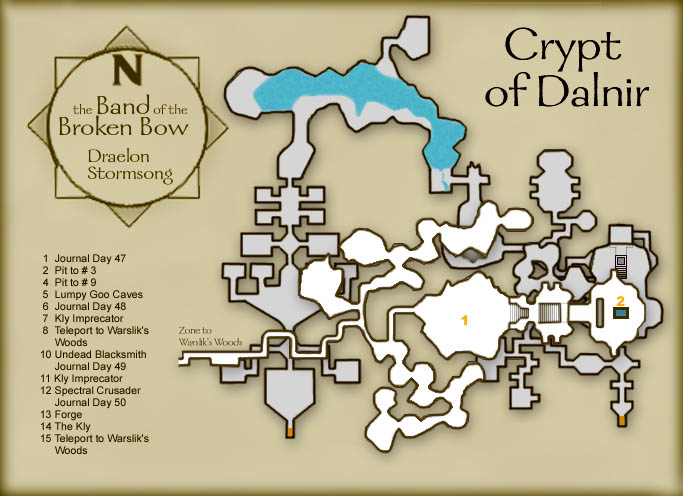 Crypt
of Dalnir
N
the Band of the
Broken Bow
Draelon
Stormsong
1 Journal Day 47
2 Pit to # 3
4 Pit to # 9
5 Lumpy Goo Caves
6 Journal Day 48
7 Kly Imprecator
8 Teleport to Warslik's
Woods
10 Undead Blacksmith
Journal Day 49
11 Kly Imprecator
12 Spectral Crusader
Journal Day 50
13 Forge
14 The Kly
15 Teleport to Warslik's
Woods
Zone to
Warslik's Woods
1
2